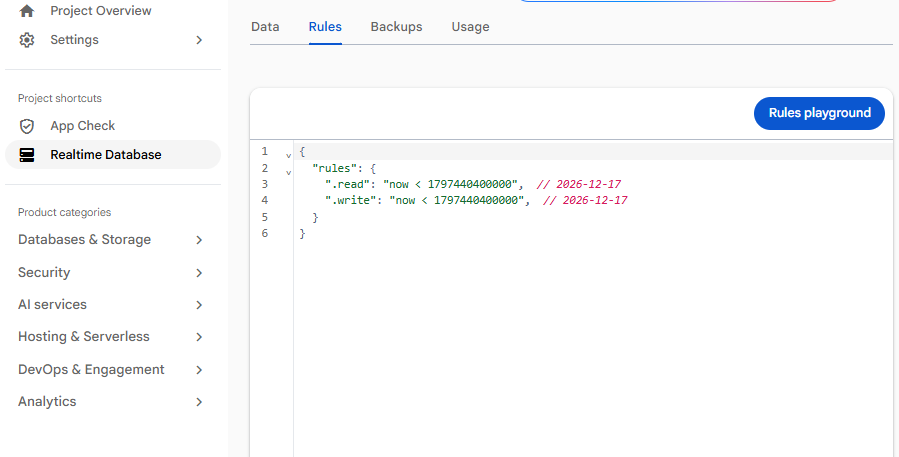 Project Overview
Settings
Project shortcuts
App Check
Realtime Database
Product categories
Databases & Storage
Security
AI services
Hosting & Serverless
DevOps & Engagement
Analytics
Data Rules Backups Usage
Rules playground
1 {
2 "rules": {
3 ".read": "now < 1797440400000", // 2026-12-17
4 ".write": "now < 1797440400000", // 2026-12-17
5 }
6 }